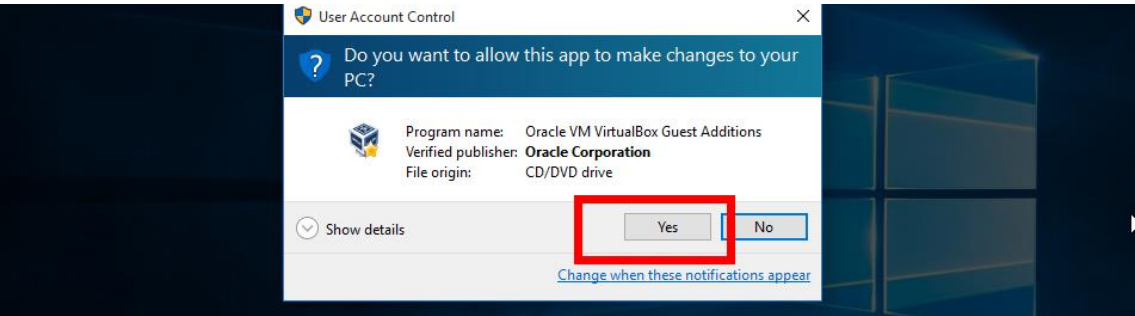 User Account Control
Do you want to allow this app to make changes to your
PC?
Program name: Oracle VM VirtualBox Guest Additions
Verified publisher: Oracle Corporation
File origin: CD/DVD drive
Show details
Yes
No
Change when these notifications appear